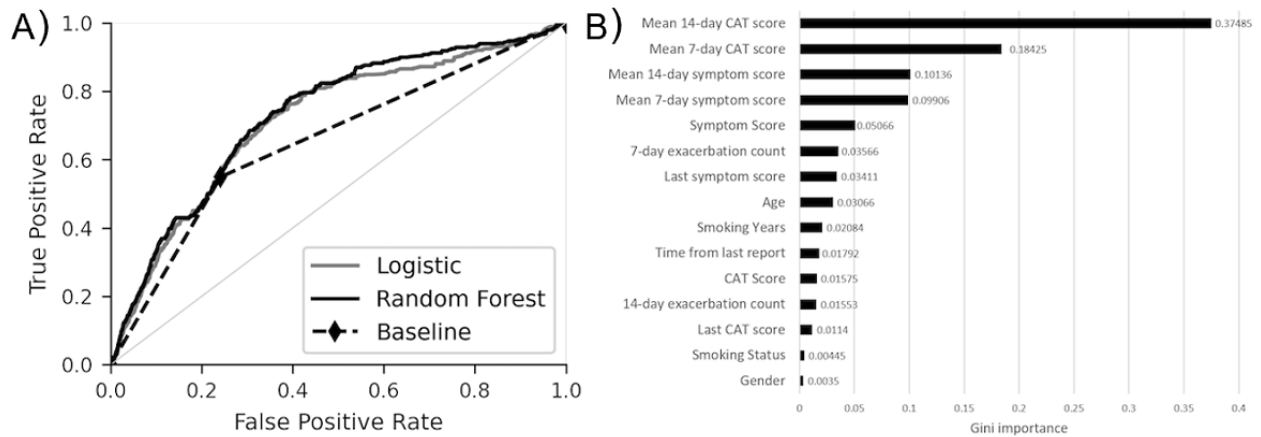 A)
1.0
0.8
0.6
0.4
0.2
0.0
True Positive Rate
Logistic
Random Forest
Baseline
0.0 0.2 0.4 0.6 0.8 1.0
False Positive Rate
B)
Mean 14-day CAT score 0.37485
Mean 7-day CAT score 0.18425
Mean 14-day symptom score 0.10136
Mean 7-day symptom score 0.09906
Symptom Score 0.05066
7-day exacerbation count 0.03566
Last symptom score 0.03411
Age 0.03066
Smoking Years 0.02084
Time from last report 0.01792
CAT Score 0.01575
14-day exacerbation count 0.01553
Last CAT score 0.0114
Smoking Status 0.00445
Gender 0.0035
0 0.05 0.1 0.15 0.2 0.25 0.3 0.35 0.4
Gini importance